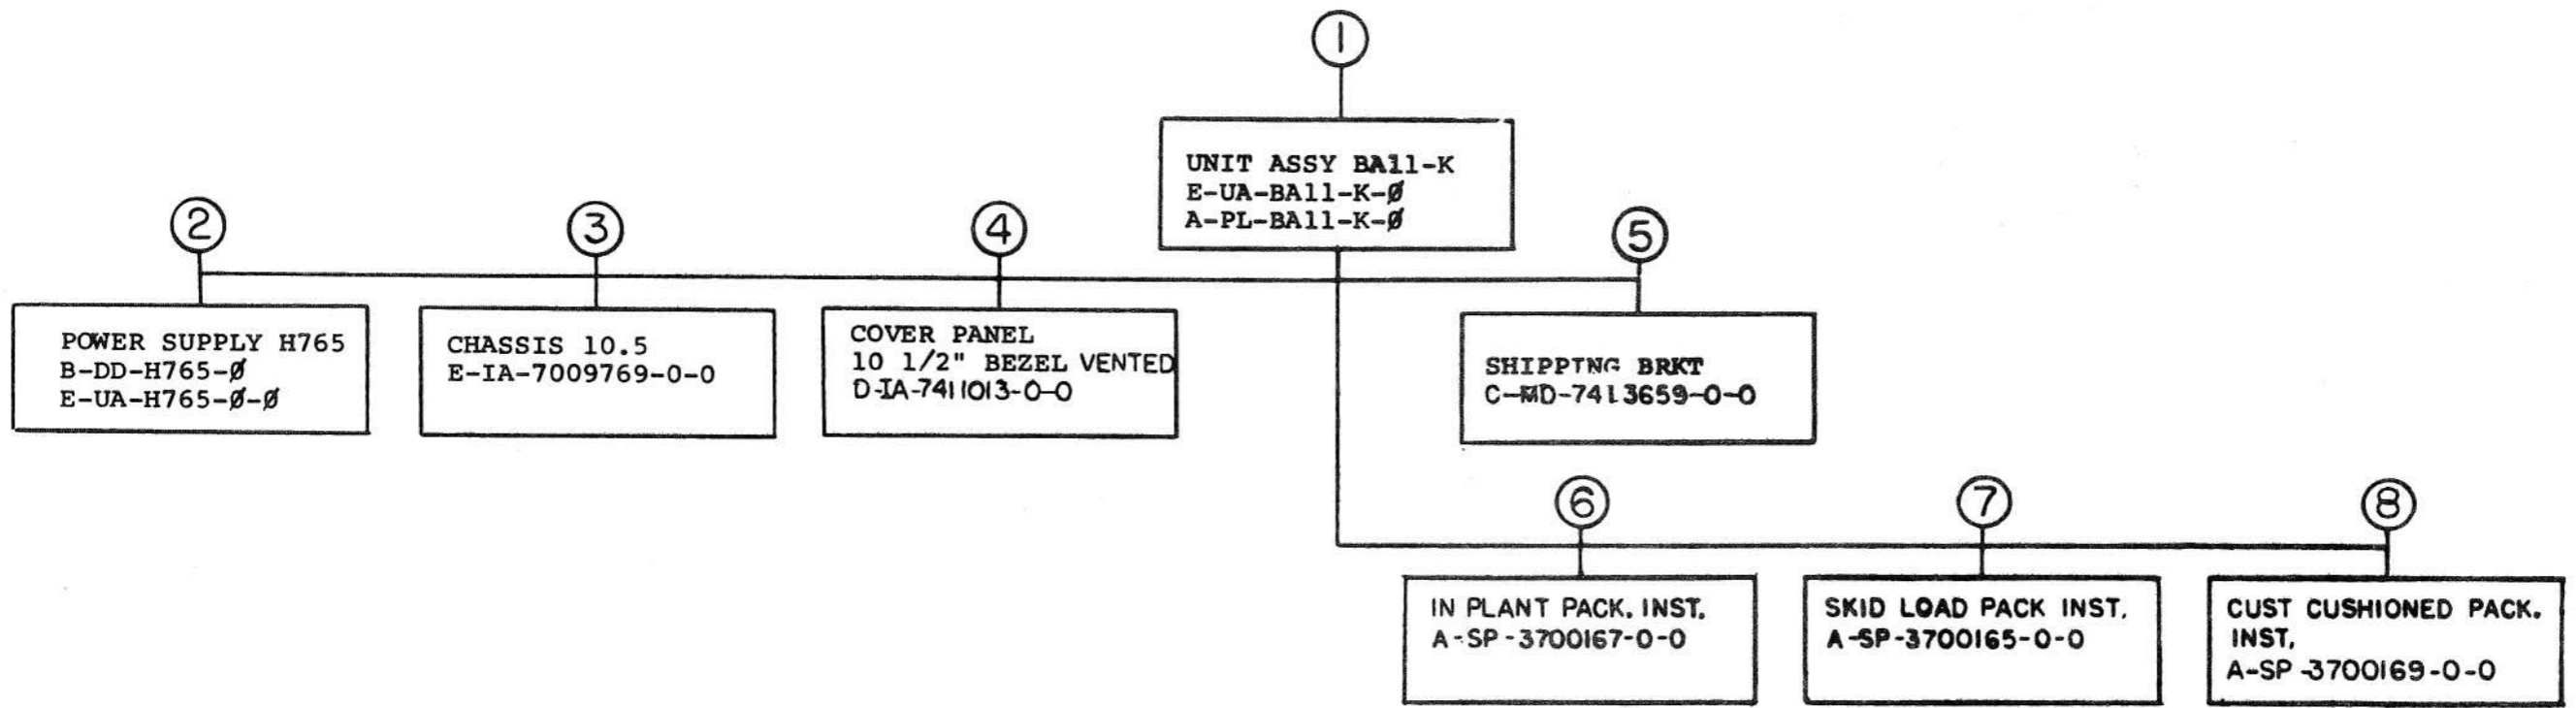 1
UNIT ASSY BA11-K
E-UA-BA11-K-Ø
A-PL-BA11-K-Ø
2
POWER SUPPLY H765
B-DD-H765-Ø
E-UA-H765-Ø-Ø
3
CHASSIS 10.5
E-IA-7009769-0-0
4
COVER PANEL
10 1/2" BEZEL VENTED
D-IA-7411013-0-0
5
SHIPPING BRKT
C-MD-7413659-0-0
6
IN PLANT PACK. INST.
A-SP-3700167-0-0
7
SKID LOAD PACK INST.
A-SP-3700165-0-0
8
CUST CUSHIONED PACK.
INST.
A-SP-3700169-0-0